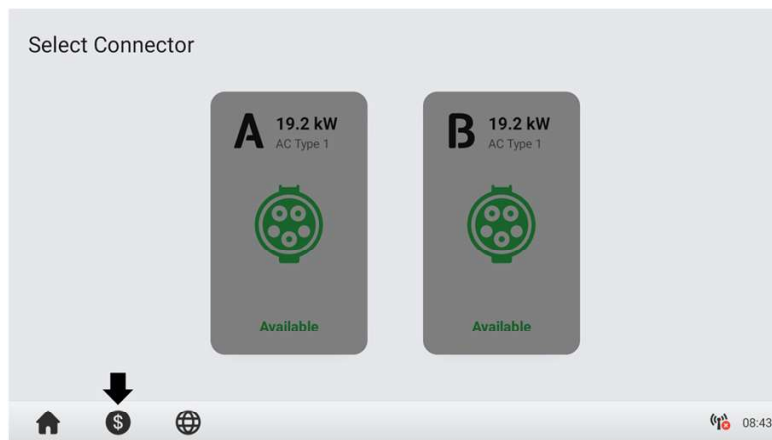 Select Connector
A 19.2 kW
AC Type 1
Available
B 19.2 kW
AC Type 1
Available
$
08:43